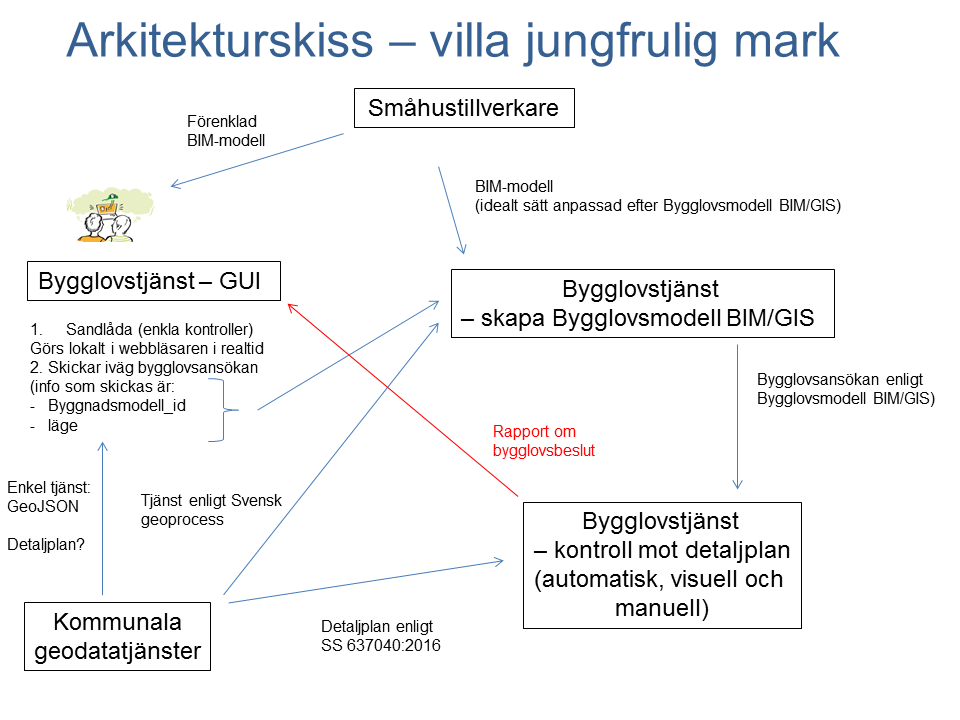 Arkitekturskiss – villa jungfrulig mark
Småhustillverkare
Förenklad
BIM-modell
BIM-modell
(idealt sätt anpassad efter Bygglovsmodell BIM/GIS)
Bygglovstjänst – GUI
Bygglovstjänst
– skapa Bygglovsmodell BIM/GIS
1. Sandlåda (enkla kontroller)
Görs lokalt i webbläsaren i realtid
2. Skickar iväg bygglovsansökan
(info som skickas är:
- Byggnadsmodell_id
- läge
Bygglovsansökan enligt
Bygglovsmodell BIM/GIS)
Rapport om
bygglovsbeslut
Enkel tjänst:
GeoJSON
Detaljplan?
Tjänst enligt Svensk
geoprocess
Bygglovstjänst
– kontroll mot detaljplan
(automatisk, visuell och
manuell)
Kommunala
geodatatjänster
Detaljplan enligt
SS 637040:2016